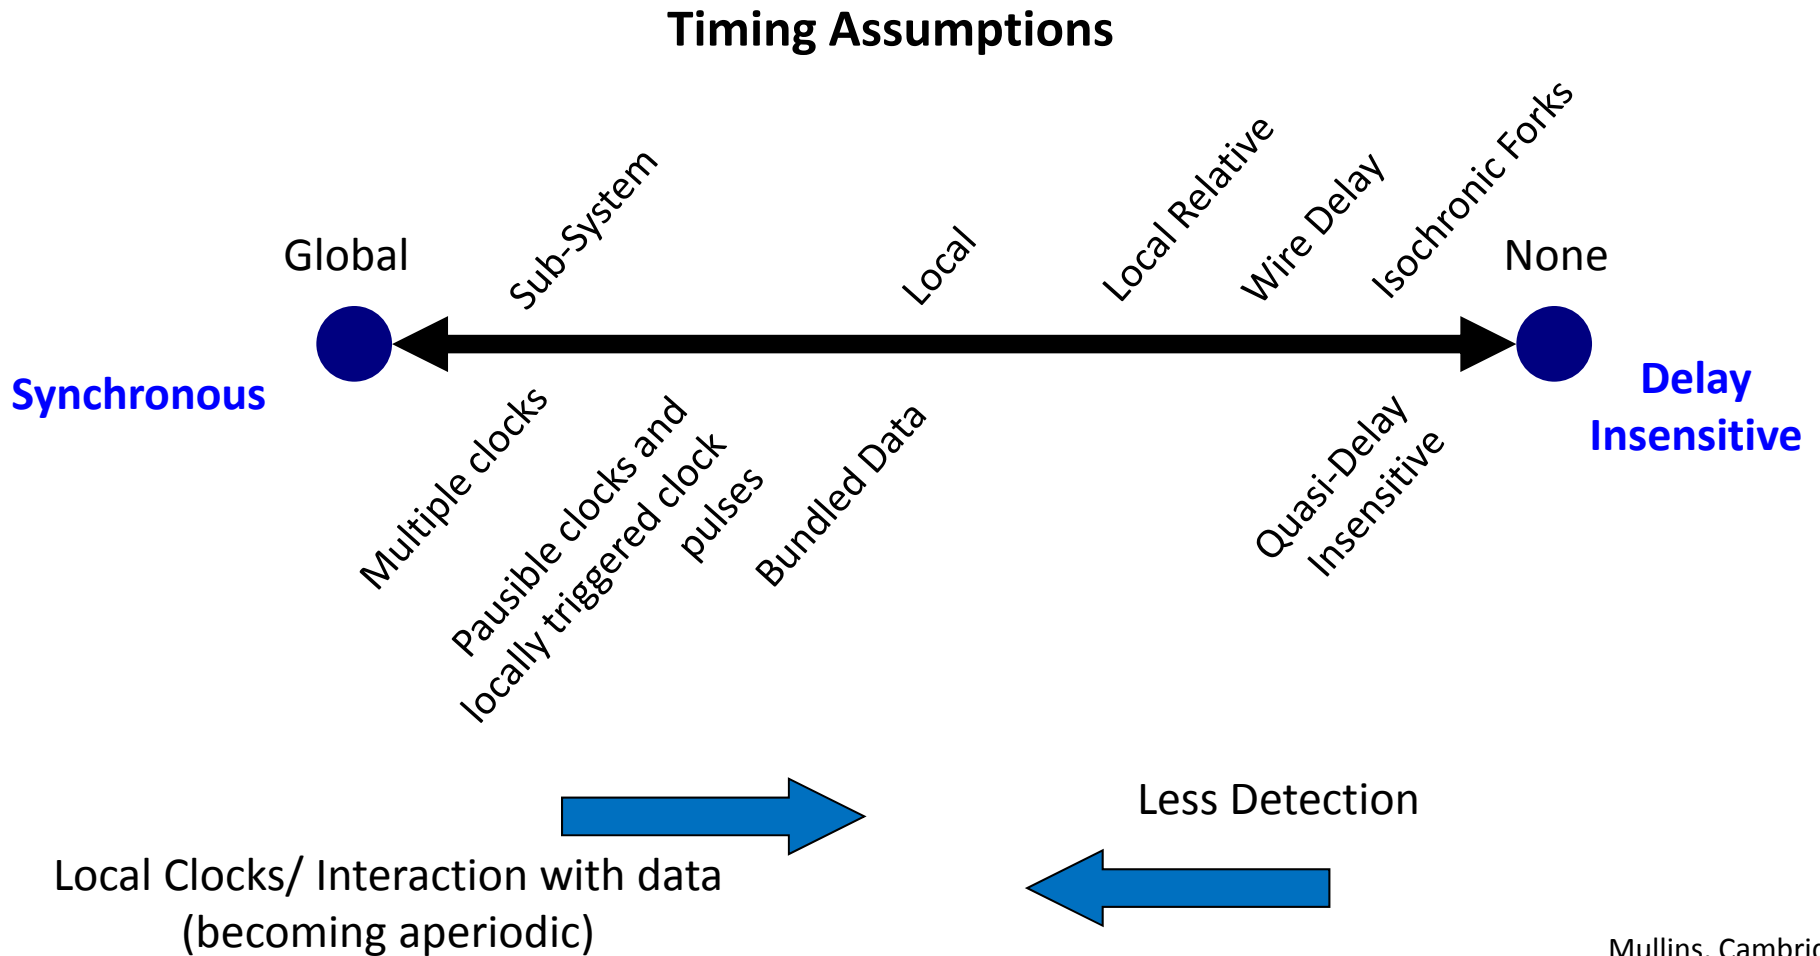 Timing Assumptions
Global
Sub-System
Local
Local Relative
Wire Delay
Isochronic Forks
None
Synchronous
Delay
Insensitive
Multiple clocks
Pausible clocks and
locally triggered clock
pulses
Bundled Data
Quasi-Delay
Insensitive
Less Detection
Local Clocks/ Interaction with data
(becoming aperiodic)
Mullins, Cambrid